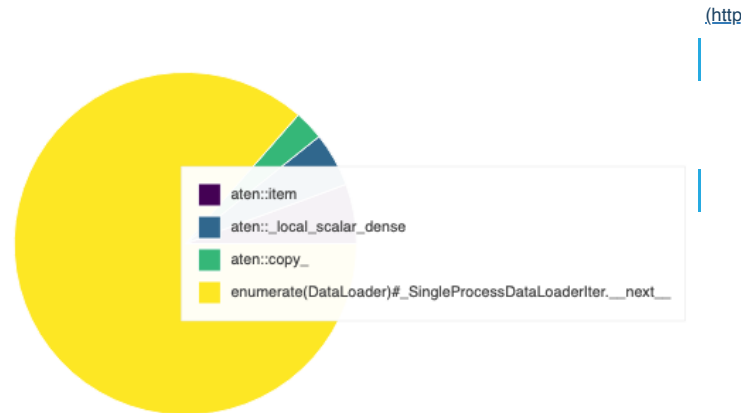 (http
aten::item
aten::_local_scalar_dense
aten::copy_
enumerate(DataLoader)#_SingleProcessDataLoaderIter.__next__